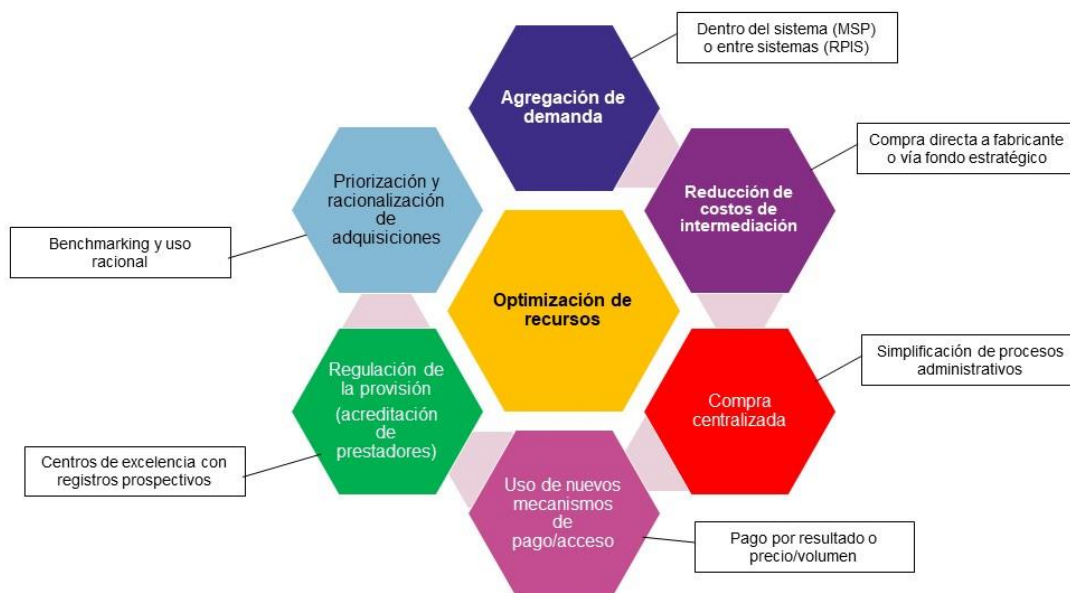 Dentro del sistema (MSP)
o entre sistemas (RPIS)
Agregación de
demanda
Compra directa a fabricante
o vía fondo estratégico
Reducción de
costos de
intermediación
Priorización y
racionalización
de
adquisiciones
Benchmarking y uso
racional
Optimización de
recursos
Simplificación de procesos
administrativos
Compra
centralizada
Regulación de
la provisión
(acreditación
de
prestadores)
Centros de excelencia con
registros prospectivos
Uso de nuevos
mecanismos
de
pago/acceso
Pago por resultado o
precio/volumen